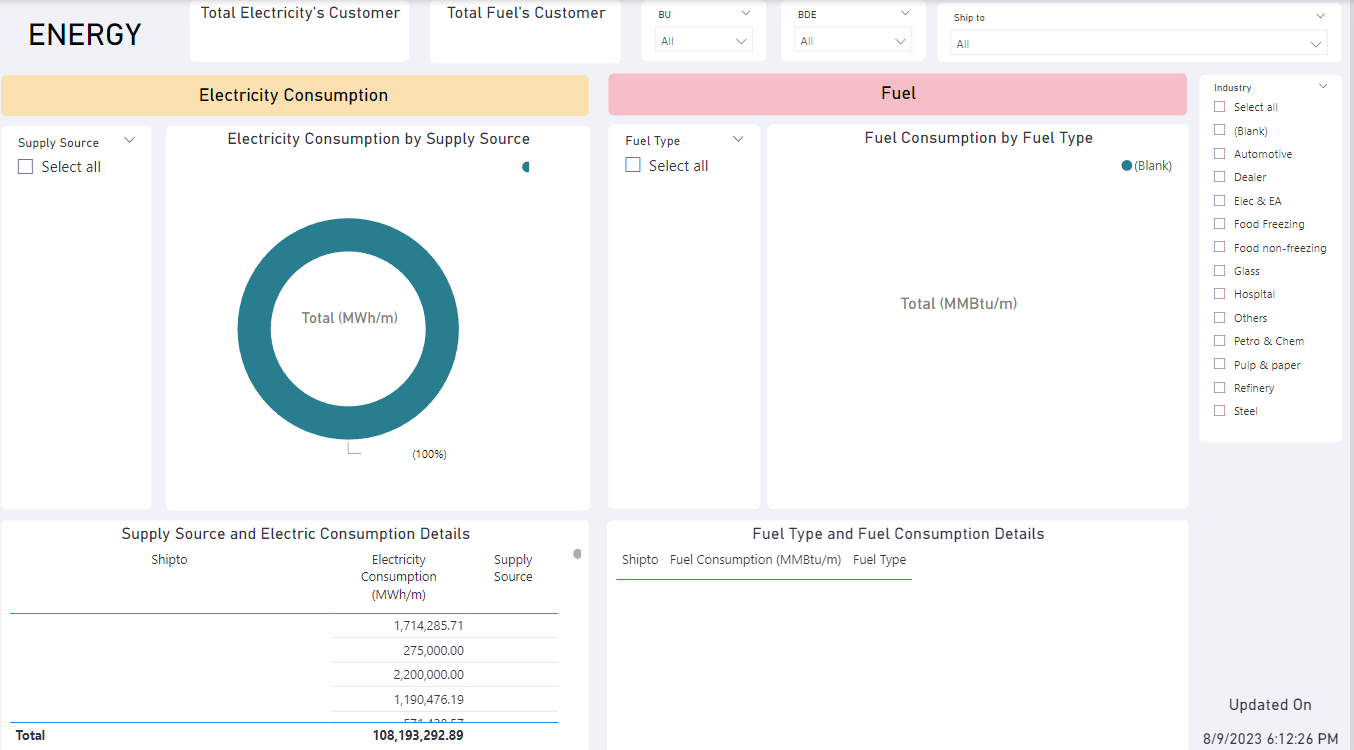 ENERGY
Total Electricity's Customer
Total Fuel's Customer
BU
All
BDE
All
Ship to
All
Electricity Consumption
Fuel
Supply Source
Select all
Electricity Consumption by Supply Source
Total (MWh/m)
(100%)
Fuel Type
Select all
Fuel Consumption by Fuel Type
(Blank)
Total (MMBtu/m)
Industry
Select all
(Blank)
Automotive
Dealer
Elec & EA
Food Freezing
Food non-freezing
Glass
Hospital
Others
Petro & Chem
Pulp & paper
Refinery
Steel
Supply Source and Electric Consumption Details
Shipto
Electricity
Consumption
(MWh/m)
Supply
Source
1,714,285.71
275,000.00
2,200,000.00
1,190,476.19
Total 108,193,292.89
Fuel Type and Fuel Consumption Details
Shipto Fuel Consumption (MMBtu/m) Fuel Type
Updated On
8/9/2023 6:12:26 PM